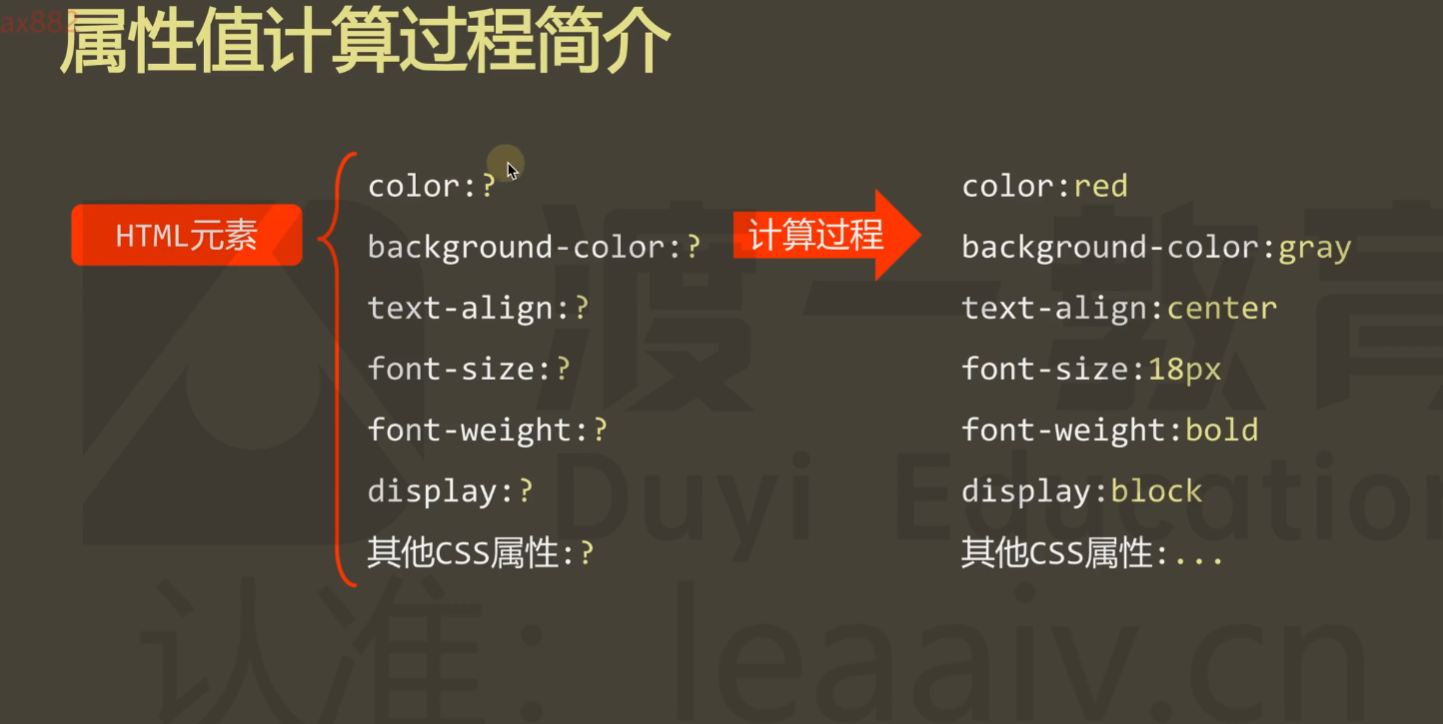 ax882
属性值计算过程简介
HTML元素
color:?
background-color:?
text-align:?
font-size:?
font-weight:?
display:?
其他CSS属性:?
计算过程
color:red
background-color:gray
text-align:center
font-size:18px
font-weight:bold
display:block
其他CSS属性:...
渡一教育
Duyi Education
认准: leaaiv.cn